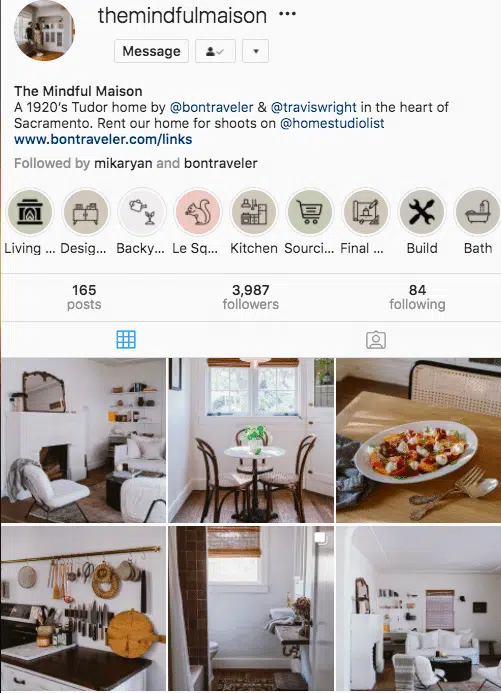 themindfulmaison •••
Message
The Mindful Maison
A 1920's Tudor home by @bontraveler & @traviswright in the heart of
Sacramento. Rent our home for shoots on @homestudiolist
www.bontraveler.com/links
Followed by mikaryan and bontraveler
Living ... Desig... Backy... Le Sq... Kitchen Sourci... Final ... Build Bath
165 3,987 84
posts followers following